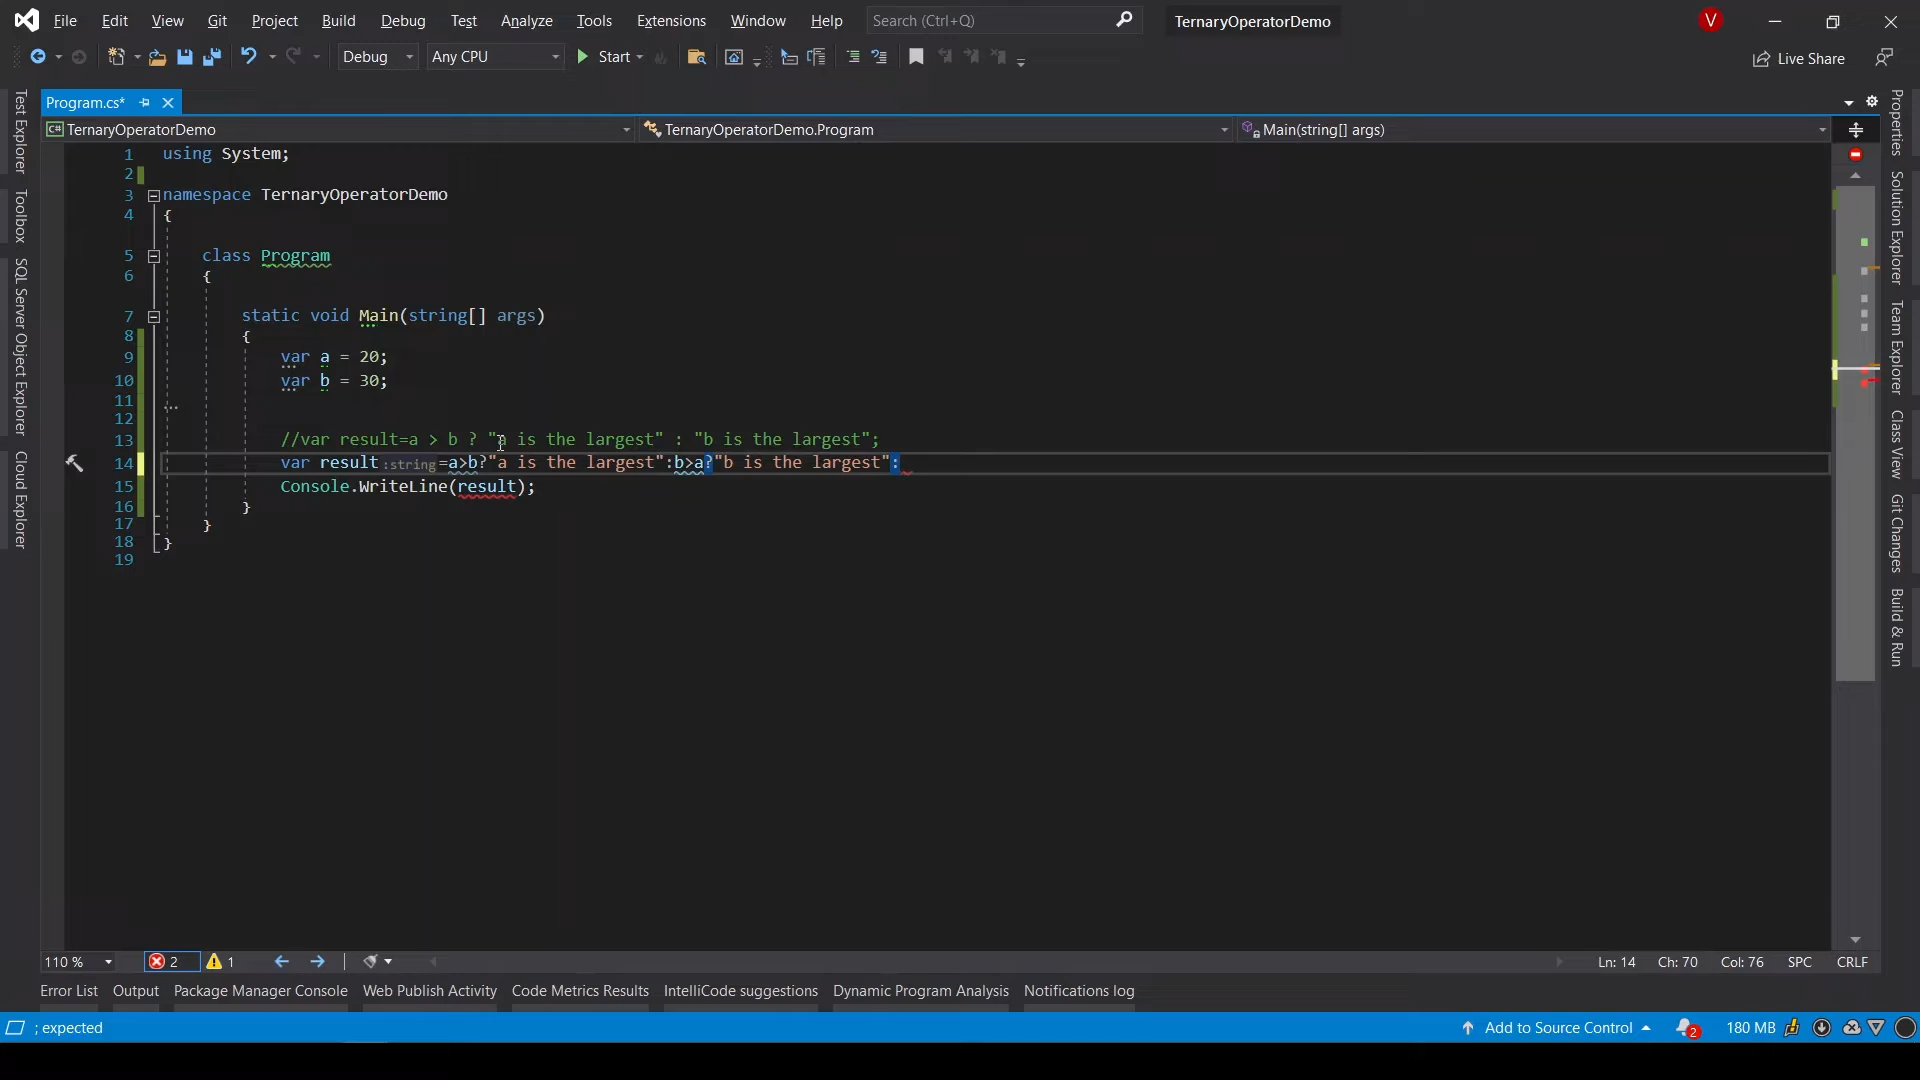 File Edit View Git Project Build Debug Test Analyze Tools Extensions Window Help Search (Ctrl+Q) TernaryOperatorDemo V
Debug Any CPU Start Live Share
Program.cs*
TernaryOperatorDemo TernaryOperatorDemo.Program Main(string[] args)
1 using System;
2
3 namespace TernaryOperatorDemo
4 {
5 class Program
6 {
7 static void Main(string[] args)
8 {
9 var a = 20;
10 var b = 30;
11
12
13 //var result=a > b ? "a is the largest" : "b is the largest";
14 var result :string =a>b?"a is the largest":b>a?"b is the largest":
15 Console.WriteLine(result);
16 }
17 }
18 }
19
Test Explorer
Toolbox
SQL Server Object Explorer
Cloud Explorer
Properties
Solution Explorer
Team Explorer
Class View
Git Changes
Build & Run
110 % 2 1 Ln: 14 Ch: 70 Col: 76 SPC CRLF
Error List Output Package Manager Console Web Publish Activity Code Metrics Results IntelliCode suggestions Dynamic Program Analysis Notifications log
; expected Add to Source Control 2 180 MB